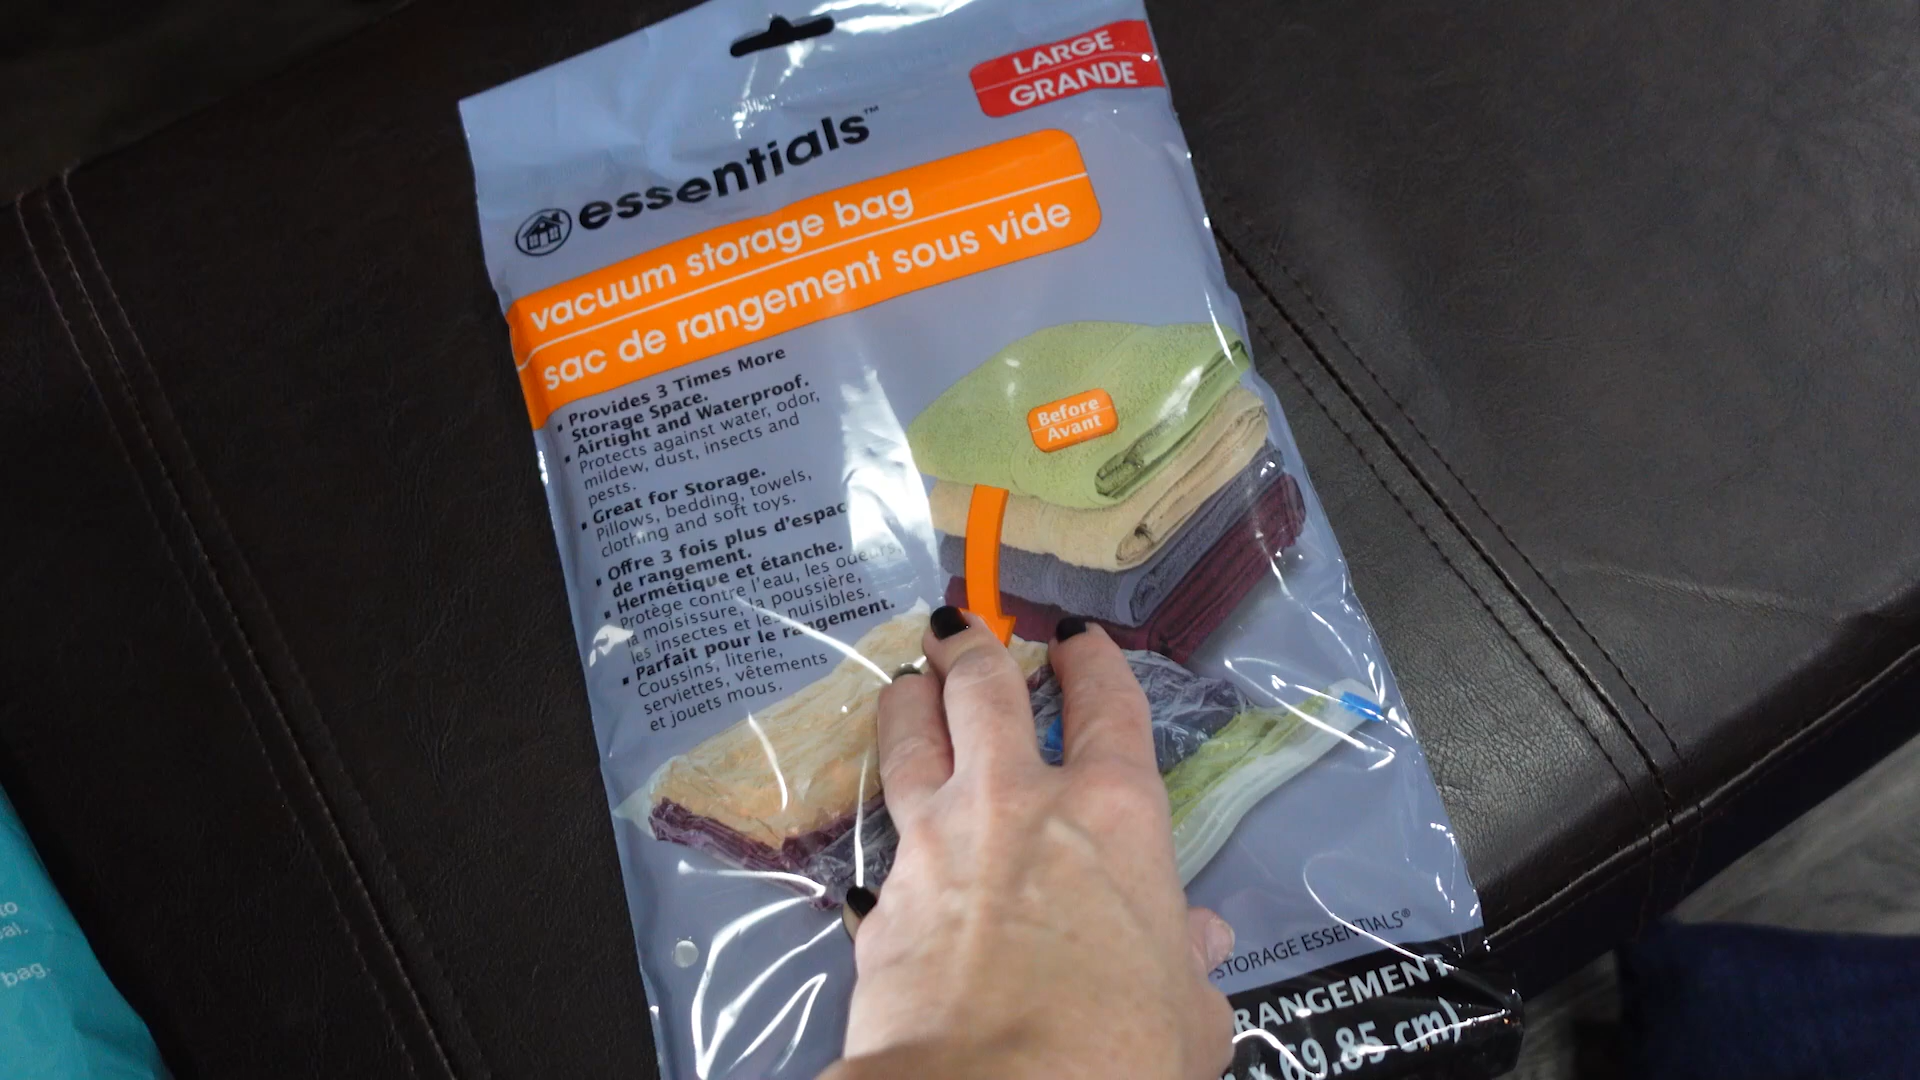 LARGE
GRANDE
essentials™
vacuum storage bag
sac de rangement sous vide
▪ Provides 3 Times More
Storage Space.
▪ Airtight and Waterproof.
Protects against water, odor,
mildew, dust, insects and
pests.
▪ Great for Storage.
Pillows, bedding, towels,
clothing and soft toys.
▪ Offre 3 fois plus d'espac
de rangement.
▪ Hermétique et étanche.
Protège contre l'eau, les odeurs,
la moisissure, la poussière,
les insectes et les nuisibles.
▪ Parfait pour le rangement.
Coussins, literie,
serviettes, vêtements
et jouets mous.
Before
Avant
STORAGE ESSENTIALS®
RANGEMENT
x 69.85 cm)
to
bag.